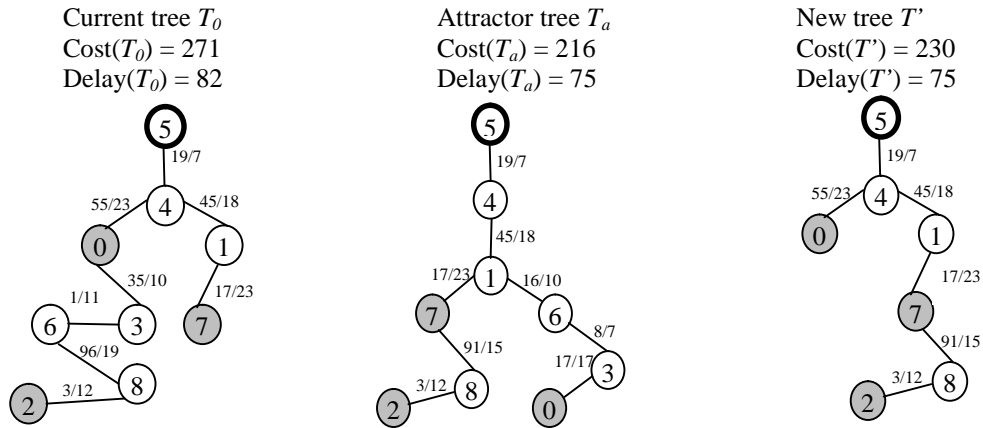 Current tree T0
Cost(T0) = 271
Delay(T0) = 82
5
19/7
55/23 4 45/18
0 1
35/10
1/11 17/23
6 3 7
96/19
3/12 8
2
Attractor tree Ta
Cost(Ta) = 216
Delay(Ta) = 75
5
19/7
4
45/18
17/23 1 16/10
7 6
8/7
91/15 17/17 3
3/12 8
2 0
New tree T’
Cost(T’) = 230
Delay(T’) = 75
5
19/7
55/23 4 45/18
0 1
17/23
7
91/15
3/12 8
2